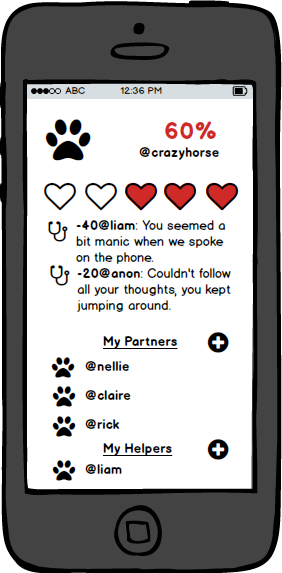 ABC 12:36 PM
60%
@crazyhorse
-40@liam: You seemed a
bit manic when we spoke
on the phone.
-20@anon: Couldn't follow
all your thoughts, you kept
jumping around.
My Partners
@nellie
@claire
@rick
My Helpers
@liam